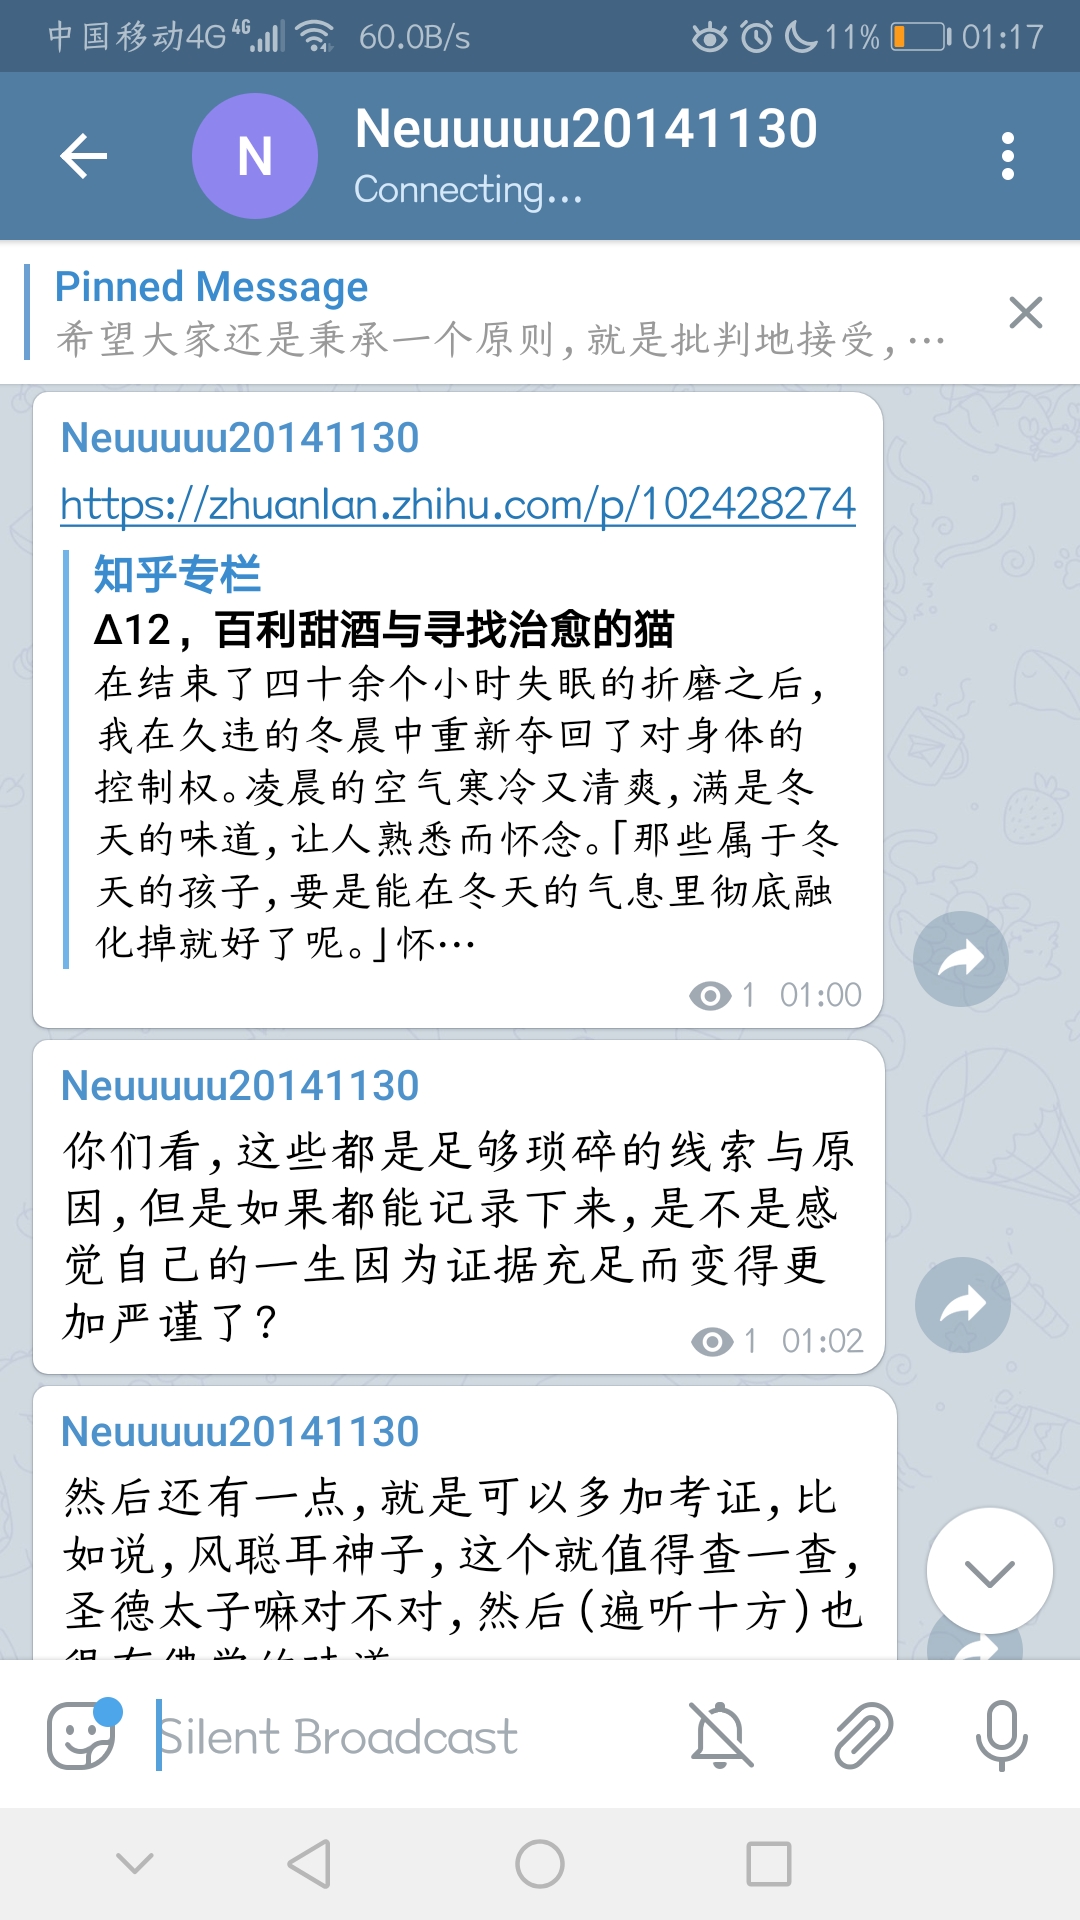 中国移动4G 4G 60.0B/s 11% 01:17
N
Neuuuuu20141130
Connecting...
Pinned Message
希望大家还是秉承一个原则,就是批判地接受,...
Neuuuuu20141130
https://zhuanlan.zhihu.com/p/102428274
知乎专栏
Δ12，百利甜酒与寻找治愈的猫
在结束了四十余个小时失眠的折磨之后,
我在久违的冬晨中重新夺回了对身体的
控制权。凌晨的空气寒冷又清爽,满是冬
天的味道,让人熟悉而怀念。「那些属于冬
天的孩子,要是能在冬天的气息里彻底融
化掉就好了呢。」怀...
1 01:00
Neuuuuu20141130
你们看,这些都是足够琐碎的线索与原
因,但是如果都能记录下来,是不是感
觉自己的一生因为证据充足而变得更
加严谨了?
1 01:02
Neuuuuu20141130
然后还有一点,就是可以多加考证,比
如说,风聪耳神子,这个就值得查一查,
圣德太子嘛对不对,然后(遍听十方)也
Silent Broadcast